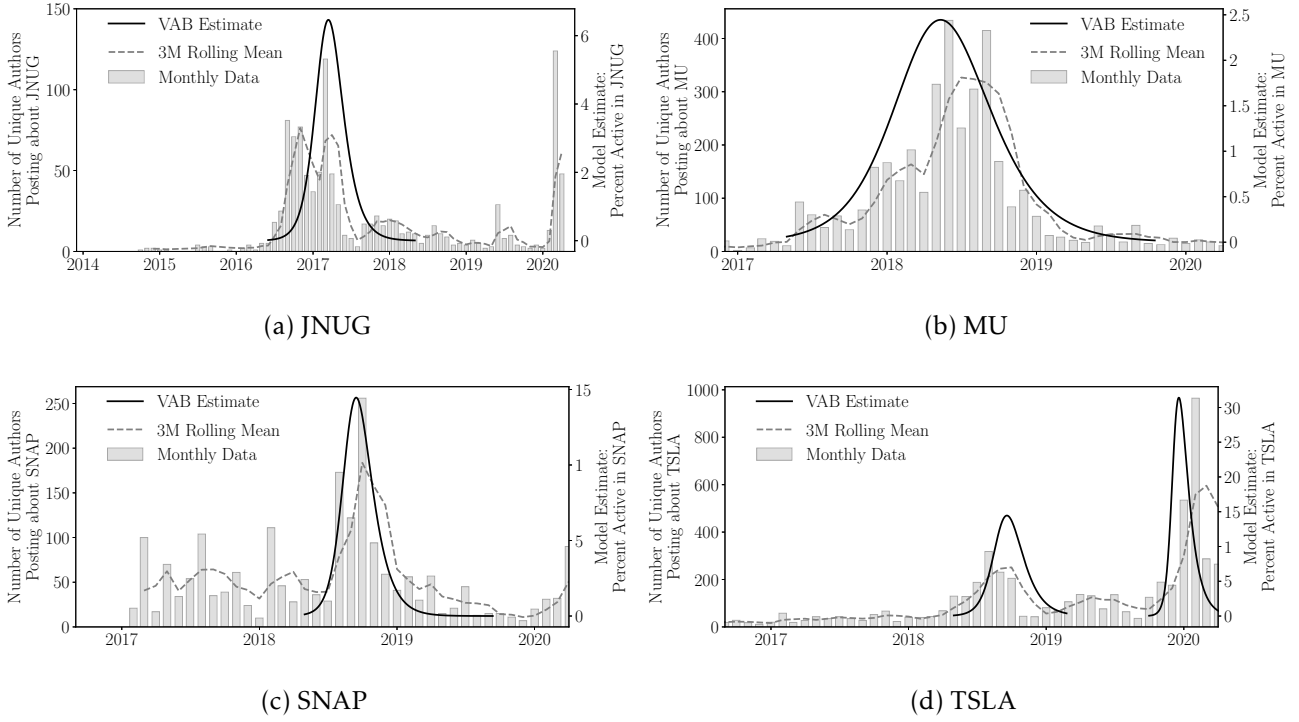 Number of Unique Authors
Posting about JNUG
150
100
50
0
VAB Estimate
3M Rolling Mean
Monthly Data
6
4
2
0
Model Estimate:
Percent Active in JNUG
2014 2015 2016 2017 2018 2019 2020
(a) JNUG
Number of Unique Authors
Posting about MU
400
300
200
100
0
VAB Estimate
3M Rolling Mean
Monthly Data
2.5
2
1.5
1
0.5
0
Model Estimate:
Percent Active in MU
2017 2018 2019 2020
(b) MU
Number of Unique Authors
Posting about SNAP
250
200
150
100
50
0
VAB Estimate
3M Rolling Mean
Monthly Data
15
1
5
0
Model Estimate:
Percent Active in SNAP
2017 2018 2019 2020
(c) SNAP
Number of Unique Authors
Posting about TSLA
1000
800
600
400
200
0
VAB Estimate
3M Rolling Mean
Monthly Data
30
20
1
0
Model Estimate:
Percent Active in TSLA
2017 2018 2019 2020
(d) TSLA